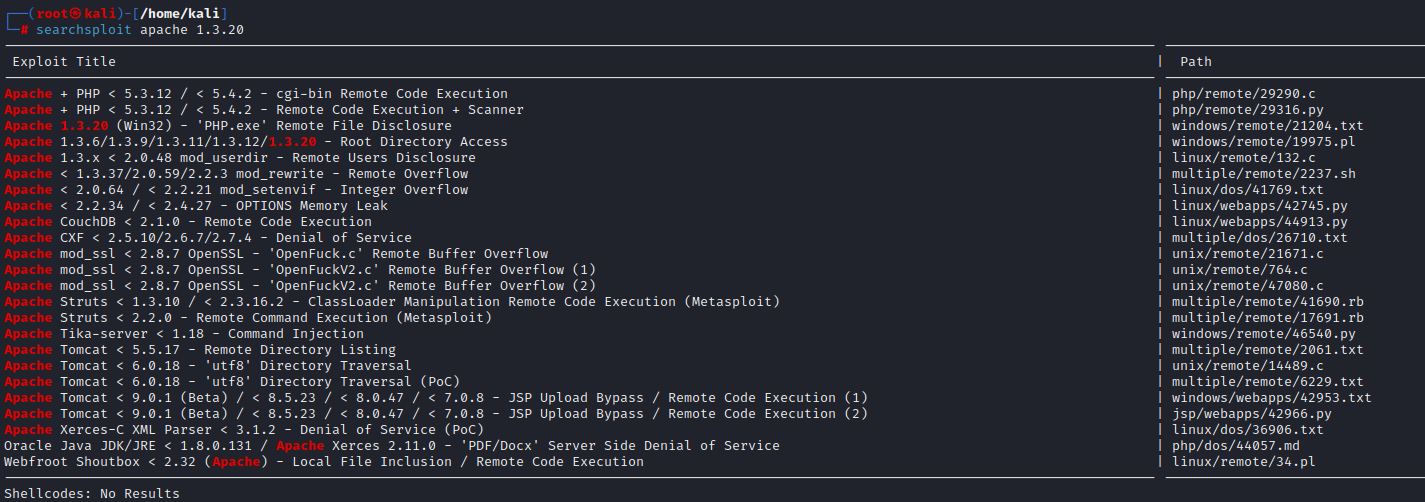 (root㉿kali)-[/home/kali]
# searchsploit apache 1.3.20
Exploit Title | Path
Apache + PHP < 5.3.12 / < 5.4.2 - cgi-bin Remote Code Execution | php/remote/29290.c
Apache + PHP < 5.3.12 / < 5.4.2 - Remote Code Execution + Scanner | php/remote/29316.py
Apache 1.3.20 (Win32) - 'PHP.exe' Remote File Disclosure | windows/remote/21204.txt
Apache 1.3.6/1.3.9/1.3.11/1.3.12/1.3.20 - Root Directory Access | windows/remote/19975.pl
Apache 1.3.x < 2.0.48 mod_userdir - Remote Users Disclosure | linux/remote/132.c
Apache < 1.3.37/2.0.59/2.2.3 mod_rewrite - Remote Overflow | multiple/remote/2237.sh
Apache < 2.0.64 / < 2.2.21 mod_setenvif - Integer Overflow | linux/dos/41769.txt
Apache < 2.2.34 / < 2.4.27 - OPTIONS Memory Leak | linux/webapps/42745.py
Apache CouchDB < 2.1.0 - Remote Code Execution | linux/webapps/44913.py
Apache CXF < 2.5.10/2.6.7/2.7.4 - Denial of Service | multiple/dos/26710.txt
Apache mod_ssl < 2.8.7 OpenSSL - 'OpenFuck.c' Remote Buffer Overflow | unix/remote/21671.c
Apache mod_ssl < 2.8.7 OpenSSL - 'OpenFuckV2.c' Remote Buffer Overflow (1) | unix/remote/764.c
Apache mod_ssl < 2.8.7 OpenSSL - 'OpenFuckV2.c' Remote Buffer Overflow (2) | unix/remote/47080.c
Apache Struts < 1.3.10 / < 2.3.16.2 - ClassLoader Manipulation Remote Code Execution (Metasploit) | multiple/remote/41690.rb
Apache Struts < 2.2.0 - Remote Command Execution (Metasploit) | multiple/remote/17691.rb
Apache Tika-server < 1.18 - Command Injection | windows/remote/46540.py
Apache Tomcat < 5.5.17 - Remote Directory Listing | multiple/remote/2061.txt
Apache Tomcat < 6.0.18 - 'utf8' Directory Traversal | unix/remote/14489.c
Apache Tomcat < 6.0.18 - 'utf8' Directory Traversal (PoC) | multiple/remote/6229.txt
Apache Tomcat < 9.0.1 (Beta) / < 8.5.23 / < 8.0.47 / < 7.0.8 - JSP Upload Bypass / Remote Code Execution (1) | windows/webapps/42953.txt
Apache Tomcat < 9.0.1 (Beta) / < 8.5.23 / < 8.0.47 / < 7.0.8 - JSP Upload Bypass / Remote Code Execution (2) | jsp/webapps/42966.py
Apache Xerces-C XML Parser < 3.1.2 - Denial of Service (PoC) | linux/dos/36906.txt
Oracle Java JDK/JRE < 1.8.0.131 / Apache Xerces 2.11.0 - 'PDF/Docx' Server Side Denial of Service | php/dos/44057.md
Webfroot Shoutbox < 2.32 (Apache) - Local File Inclusion / Remote Code Execution | linux/remote/34.pl
Shellcodes: No Results